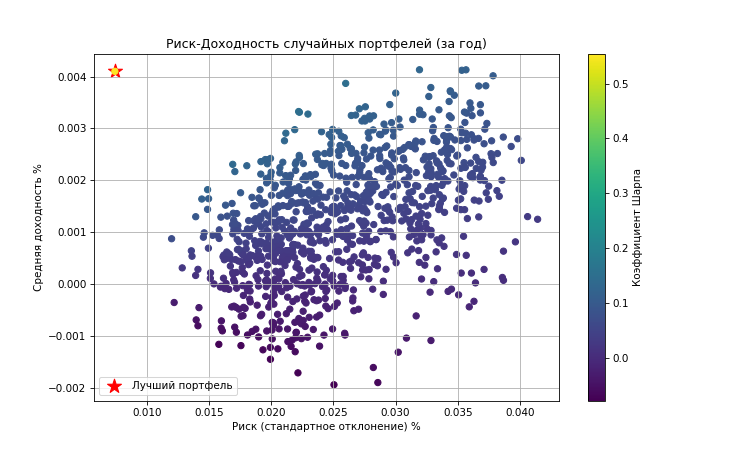 Риск-Доходность случайных портфелей (за год)
Средняя доходность %
0.004
0.003
0.002
0.001
0.000
−0.001
−0.002
Лучший портфель
0.010 0.015 0.020 0.025 0.030 0.035 0.040
Риск (стандартное отклонение) %
0.5
0.4
0.3
0.2
0.1
0.0
Коэффициент Шарпа